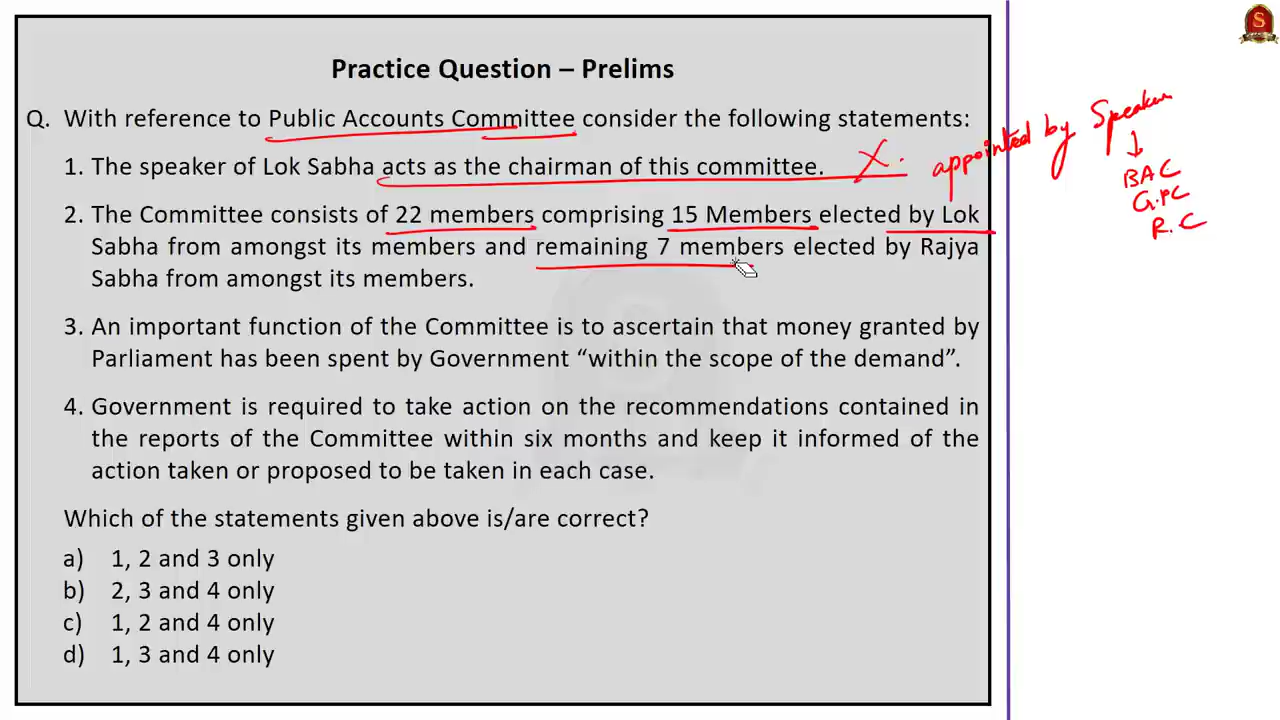 Practice Question – Prelims
Q. With reference to Public Accounts Committee consider the following statements:
1. The speaker of Lok Sabha acts as the chairman of this committee. X.
2. The Committee consists of 22 members comprising 15 Members elected by Lok
Sabha from amongst its members and remaining 7 members elected by Rajya
Sabha from amongst its members.
3. An important function of the Committee is to ascertain that money granted by
Parliament has been spent by Government “within the scope of the demand”.
4. Government is required to take action on the recommendations contained in
the reports of the Committee within six months and keep it informed of the
action taken or proposed to be taken in each case.
Which of the statements given above is/are correct?
a) 1, 2 and 3 only
b) 2, 3 and 4 only
c) 1, 2 and 4 only
d) 1, 3 and 4 only
appointed by Speaker
BAC
G.PC
R.C
S